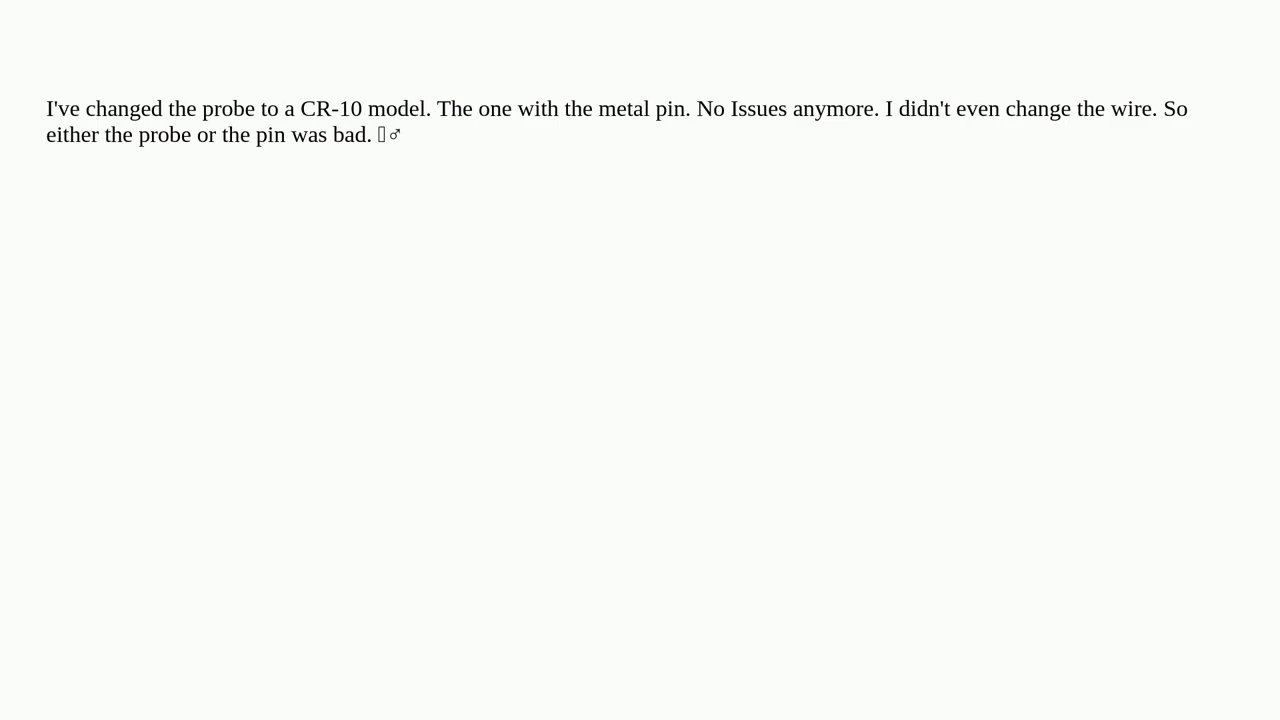 I've changed the probe to a CR-10 model. The one with the metal pin. No Issues anymore. I didn't even change the wire. So
either the probe or the pin was bad. ♂